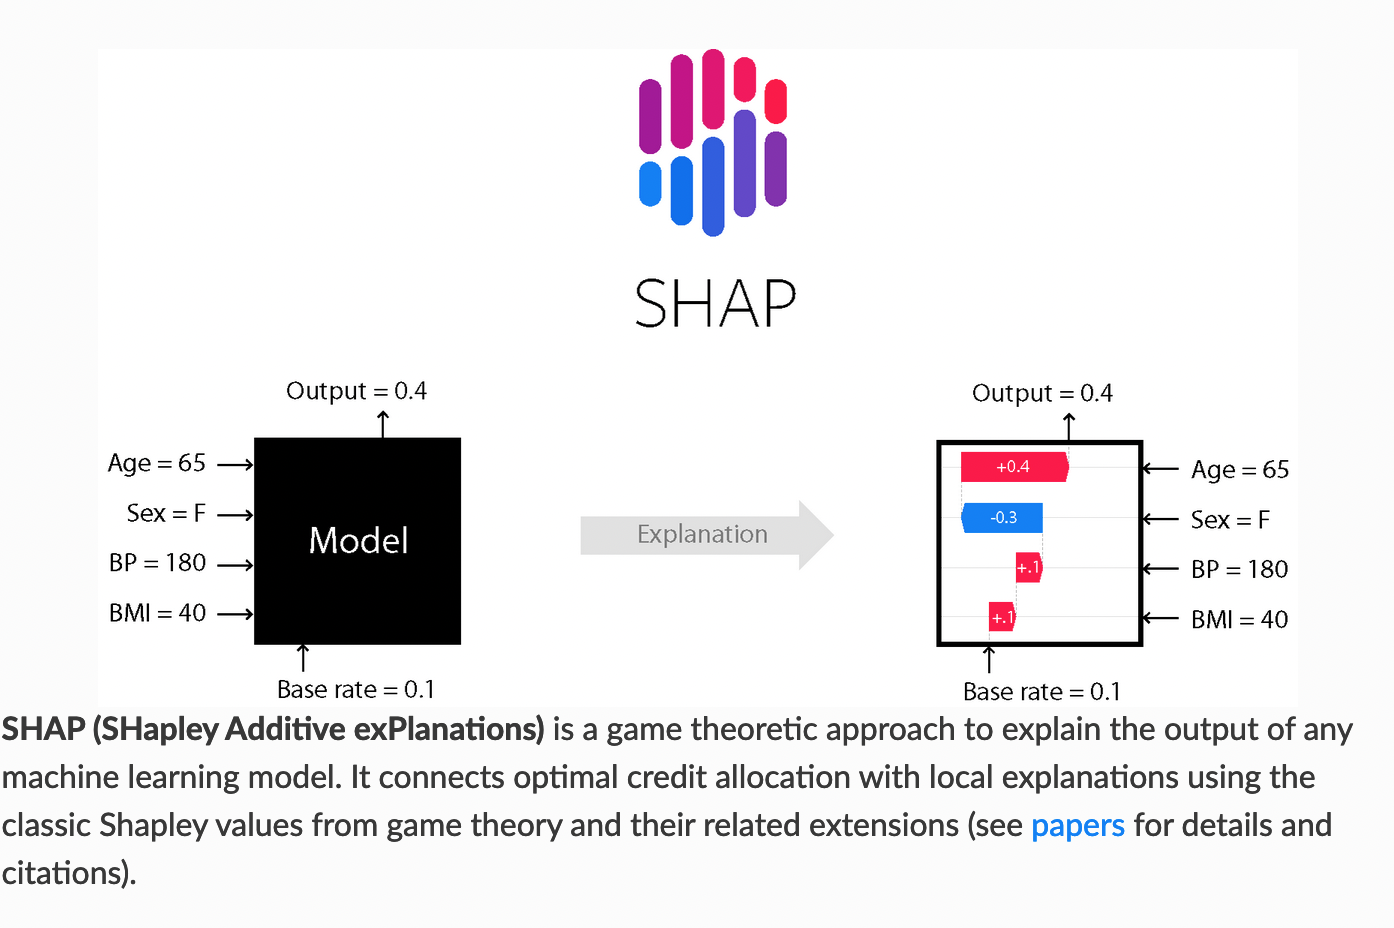 SHAP
Output = 0.4
Age = 65
Sex = F
BP = 180
BMI = 40
Model
Base rate = 0.1
Explanation
Output = 0.4
+0.4
-0.3
+.1
+.1
Age = 65
Sex = F
BP = 180
BMI = 40
Base rate = 0.1
SHAP (SHapley Additive exPlanations) is a game theoretic approach to explain the output of any
machine learning model. It connects optimal credit allocation with local explanations using the
classic Shapley values from game theory and their related extensions (see papers for details and
citations).